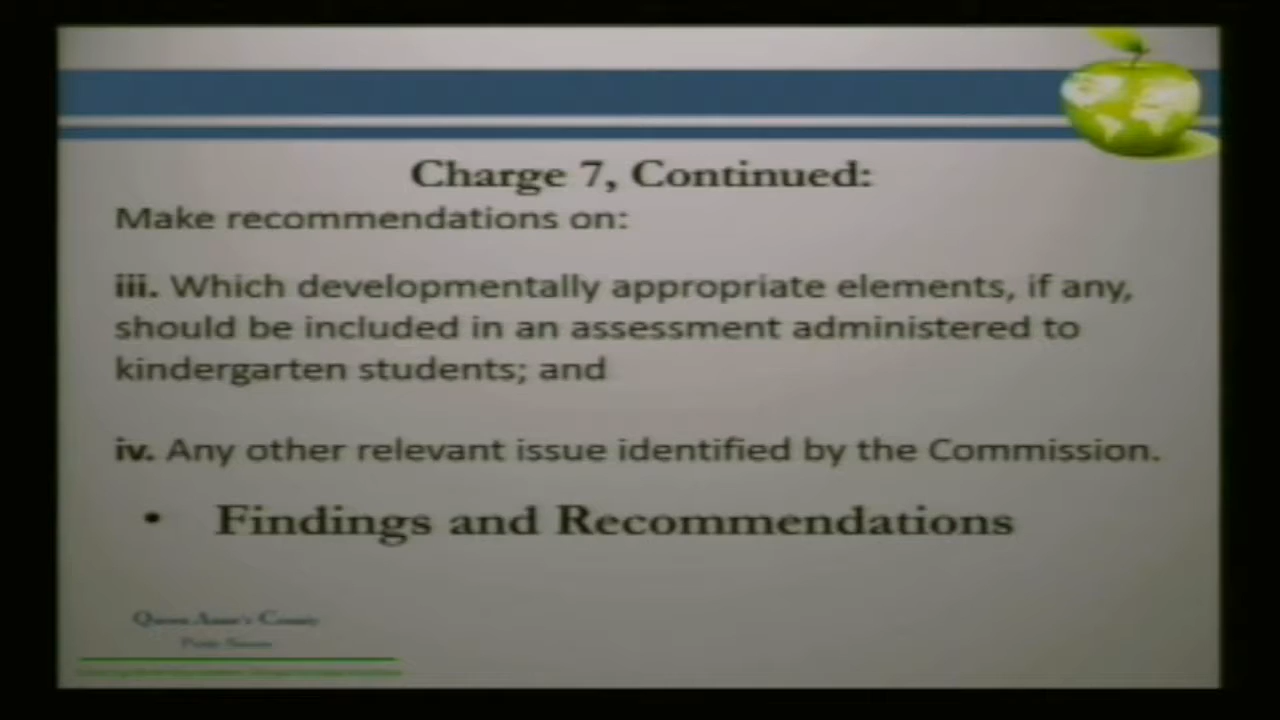 Charge 7, Continued:
Make recommendations on:
iii. Which developmentally appropriate elements, if any,
should be included in an assessment administered to
kindergarten students; and
iv. Any other relevant issue identified by the Commission.
• Findings and Recommendations
Queen Anne's County